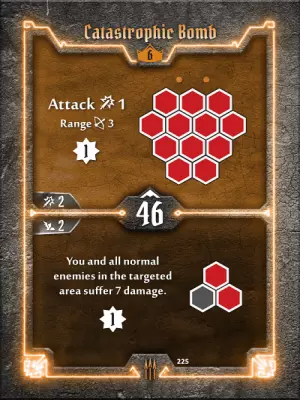 Catastrophic Bomb
6
Attack 1
Range 3
1
2
46
2
You and all normal
enemies in the targeted
area suffer 7 damage.
1
225